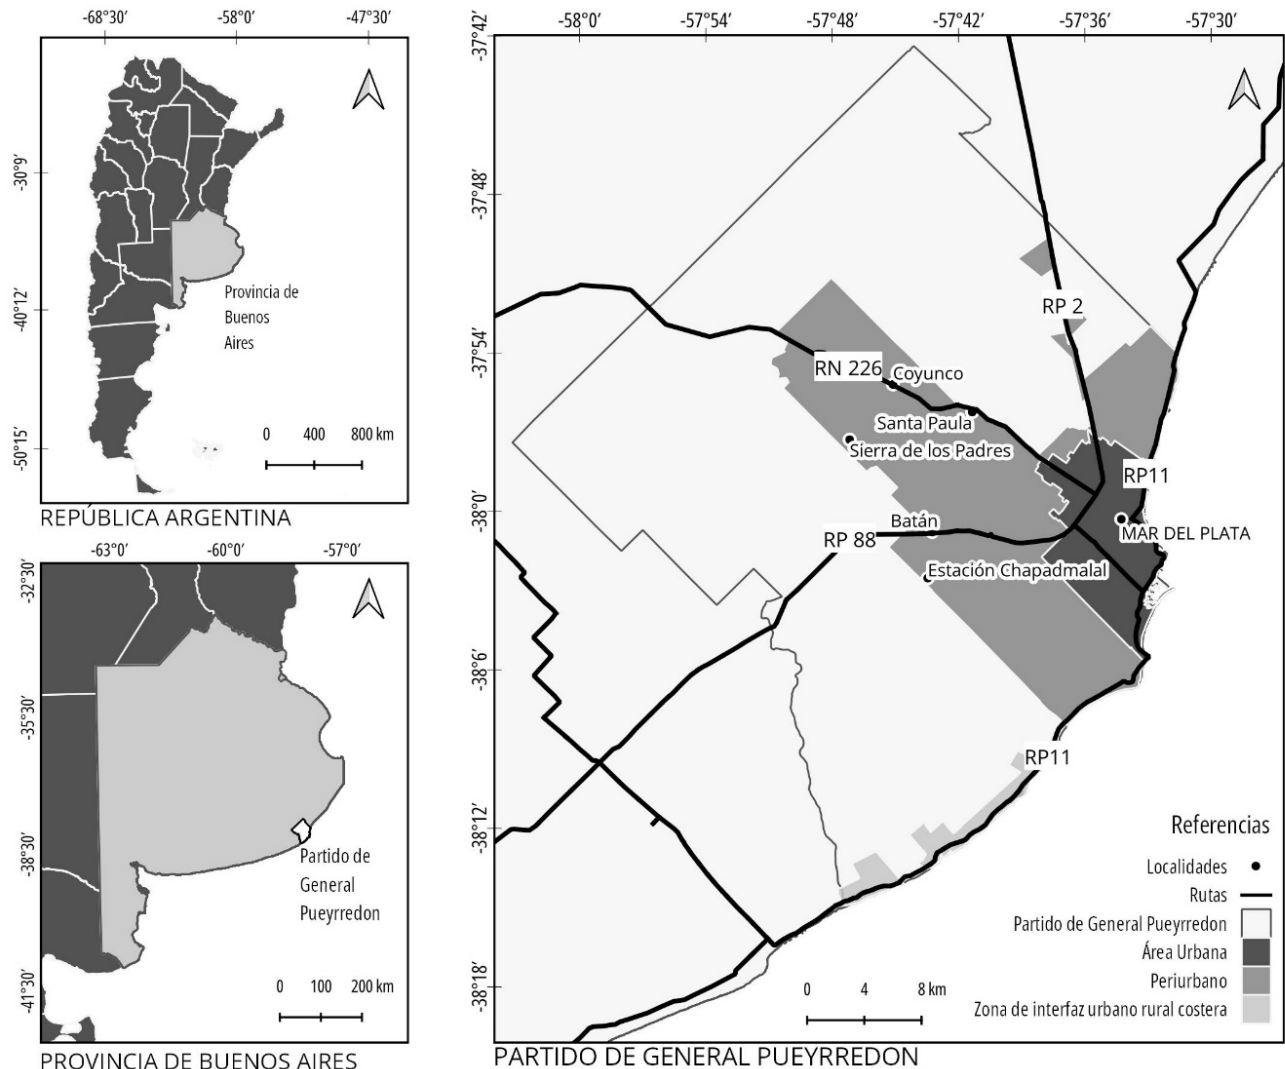 -68°30'
-58°0'
-47°30'
-30°9'
-40°12'
-50°15'
Provincia de
Buenos
Aires
0
400
800 km
REPÚBLICA ARGENTINA
-63°0'
-60°0'
-57°0'
-32°30'
-35°30'
-38°30'
-41°30'
Partido de
General
Pueyrredon
0
100
200 km
PROVINCIA DE BUENOS AIRES
-58°0'
-57°54'
-57°48'
-57°42'
-57°36'
-57°30'
-37°42'
-37°48'
-37°54'
-38°0'
-38°6'
-38°12'
-38°18'
RP 2
RN 226
Coyunco
Santa Paula
Sierra de los Padres
RP11
Batán
MAR DEL PLATA
RP 88
Estación Chapadmalal
RP11
Referencias
Localidades
Rutas
Partido de General Pueyrredon
Área Urbana
Periurbano
Zona de interfaz urbano rural costera
0
4
8 km
PARTIDO DE GENERAL PUEYRREDON